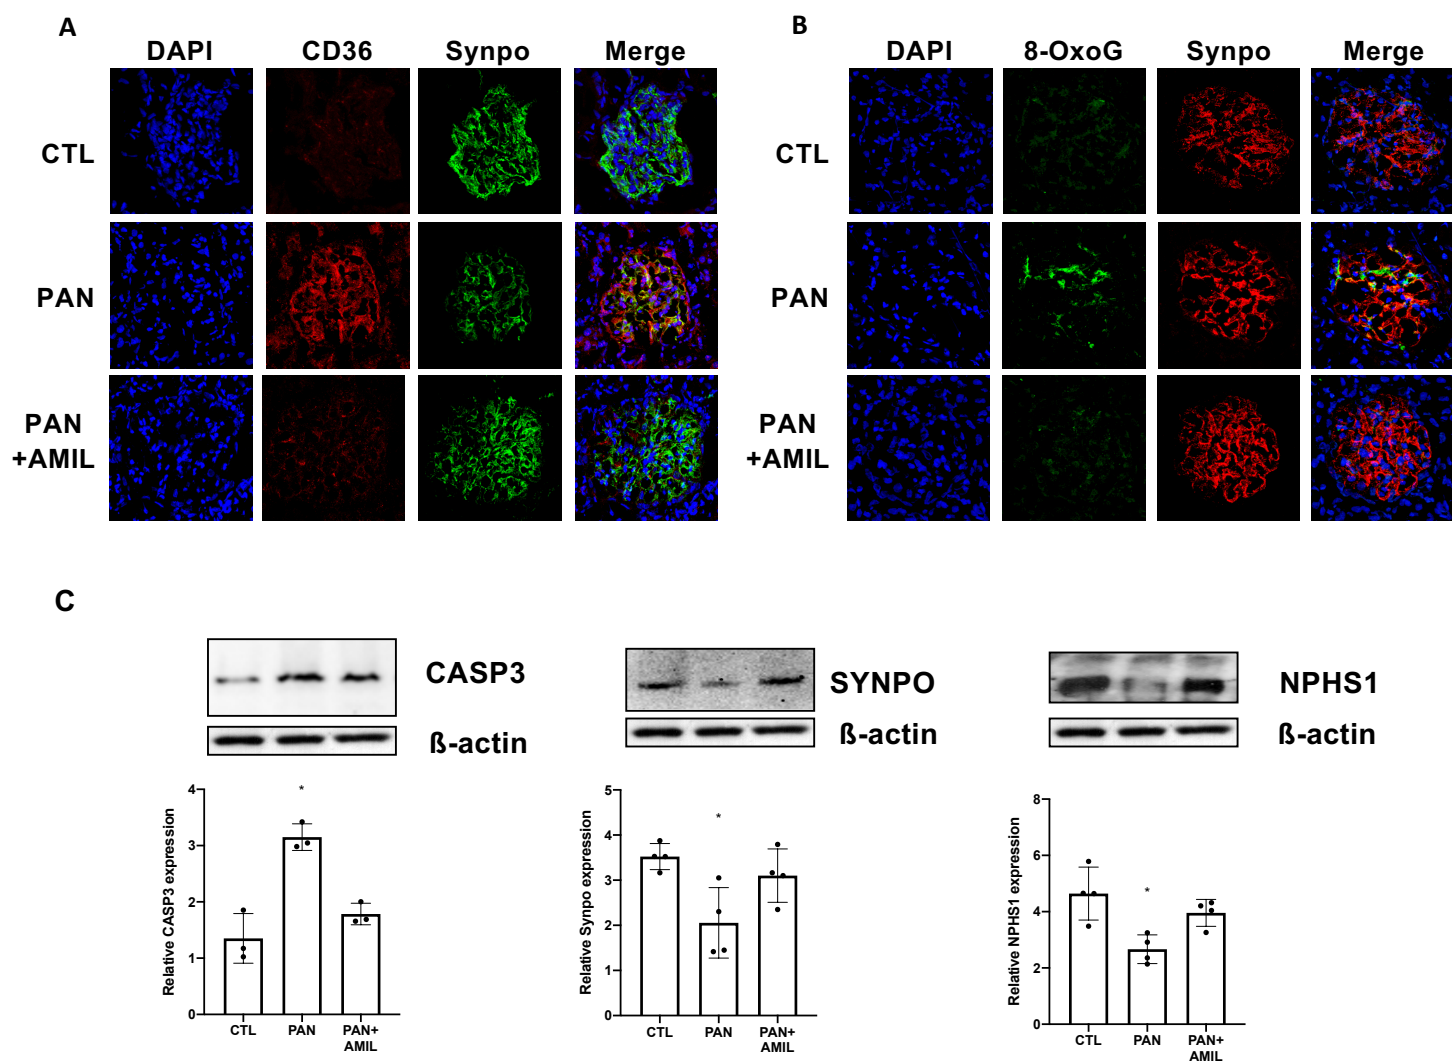 A
DAPI CD36 Synpo Merge
CTL
PAN
PAN
+AMIL
B
DAPI 8-OxoG Synpo Merge
CTL
PAN
PAN
+AMIL
C
CASP3
ß-actin
Relative CASP3 expression
4
3
2
1
0
*
CTL PAN PAN+
AMIL
SYNPO
ß-actin
Relative Synpo expression
5
4
3
2
1
0
*
CTL PAN PAN+
AMIL
NPHS1
ß-actin
Relative NPHS1 expression
8
6
4
2
0
*
CTL PAN PAN+
AMIL